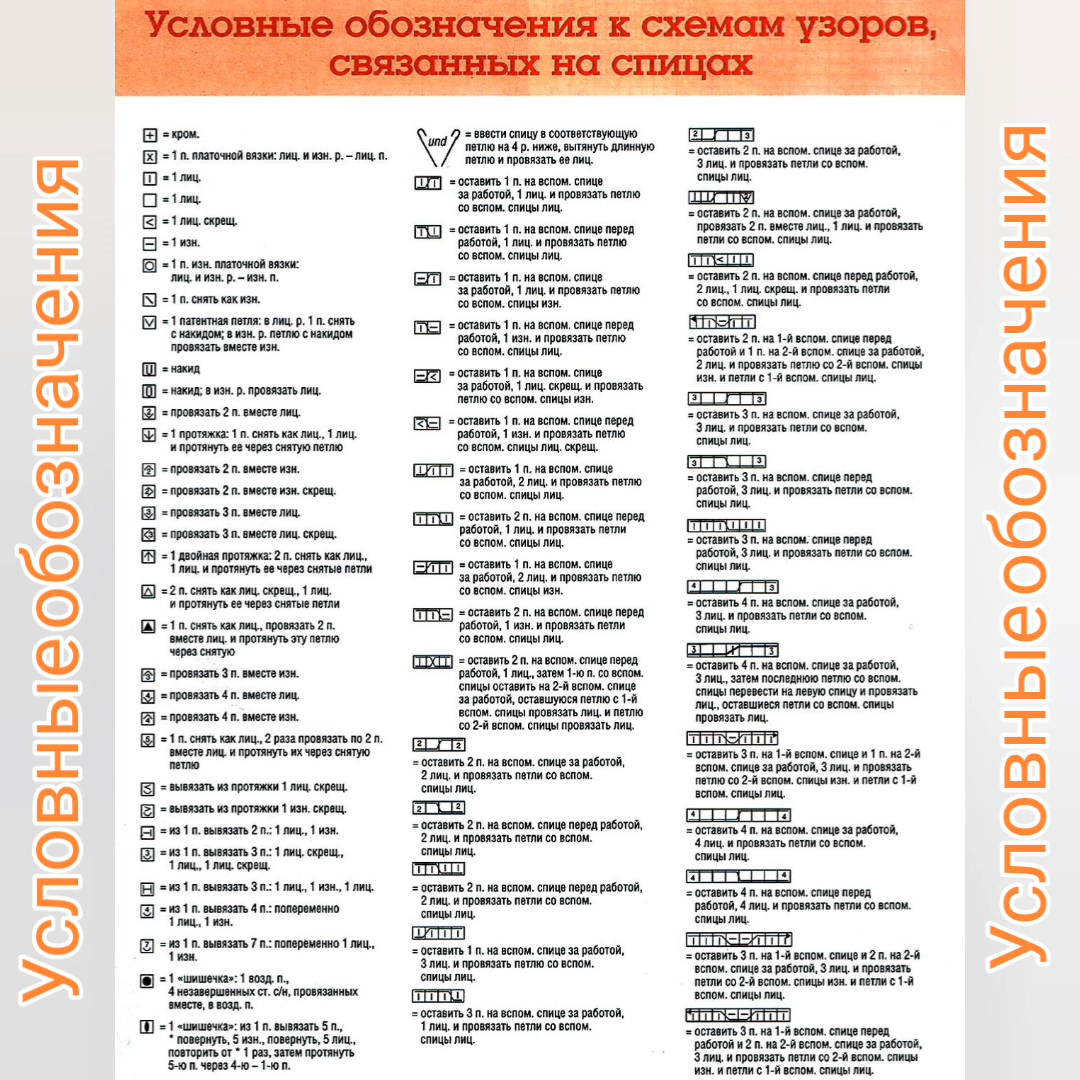 Условные обозначения к схемам узоров,
связанных на спицах
Условныеобозначения
= кром.
= 1 п. платочной вязки: лиц. и изн. р. – лиц. п.
= 1 лиц.
= 1 лиц.
= 1 лиц. скрещ.
= 1 изн.
= 1 п. изн. платочной вязки:
лиц. и изн. р. – изн. п.
= 1 п. снять как изн.
= 1 патентная петля: в лиц. р. 1 п. снять
с накидом; в изн. р. петлю с накидом
провязать вместе изн.
= накид
= накид; в изн. р. провязать лиц.
= провязать 2 п. вместе лиц.
= 1 протяжка: 1 п. снять как лиц., 1 лиц.
и протянуть ее через снятую петлю
= провязать 2 п. вместе изн.
= провязать 2 п. вместе изн. скрещ.
= провязать 3 п. вместе лиц.
= провязать 3 п. вместе лиц. скрещ.
= 1 двойная протяжка: 2 п. снять как лиц.,
1 лиц. и протянуть ее через снятые петли
= 2 п. снять как лиц. скрещ., 1 лиц.
и протянуть ее через снятые петли
= 1 п. снять как лиц., провязать 2 п.
вместе лиц. и протянуть эту петлю
через снятую
= провязать 3 п. вместе изн.
= провязать 4 п. вместе лиц.
= провязать 4 п. вместе изн.
= 1 п. снять как лиц., 2 раза провязать по 2 п.
вместе лиц. и протянуть их через снятую
петлю
= вывязать из протяжки 1 лиц. скрещ.
= вывязать из протяжки 1 изн. скрещ.
= из 1 п. вывязать 2 п.: 1 лиц., 1 изн.
3 = из 1 п. вывязать 3 п.: 1 лиц. скрещ.,
1 лиц., 1 лиц. скрещ.
= из 1 п. вывязать 3 п.: 1 лиц., 1 изн., 1 лиц.
4 = из 1 п. вывязать 4 п.: попеременно
1 лиц., 1 изн.
7 = из 1 п. вывязать 7 п.: попеременно 1 лиц.,
1 изн.
= 1 «шишечка»: 1 возд. п.,
4 незавершенных ст. с/н, провязанных
вместе, в возд. п.
= 1 «шишечка»: из 1 п. вывязать 5 п.,
* повернуть, 5 изн., повернуть, 5 лиц.,
повторить от * 1 раз, затем протянуть
5-ю п. через 4-ю – 1-ю п.
und = ввести спицу в соответствующую
петлю на 4 р. ниже, вытянуть длинную
петлю и провязать ее лиц.
= оставить 1 п. на вспом. спице
за работой, 1 лиц. и провязать петлю
со вспом. спицы лиц.
= оставить 1 п. на вспом. спице перед
работой, 1 лиц. и провязать петлю
со вспом. спицы лиц.
= оставить 1 п. на вспом. спице
за работой, 1 лиц. и провязать петлю
со вспом. спицы изн.
= оставить 1 п. на вспом. спице перед
работой, 1 изн. и провязать петлю
со вспом. спицы лиц.
= оставить 1 п. на вспом. спице
за работой, 1 лиц. скрещ. и провязать
петлю со вспом. спицы изн.
= оставить 1 п. на вспом. спице перед
работой, 1 изн. и провязать петлю
со вспом. спицы лиц. скрещ.
= оставить 1 п. на вспом. спице
за работой, 2 лиц. и провязать петлю
со вспом. спицы лиц.
= оставить 2 п. на вспом. спице перед
работой, 1 лиц. и провязать петли
со вспом. спицы лиц.
= оставить 1 п. на вспом. спице
за работой, 2 лиц. и провязать петлю
со вспом. спицы изн.
= оставить 2 п. на вспом. спице перед
работой, 1 изн. и провязать петли
со вспом. спицы лиц.
= оставить 2 п. на вспом. спице перед
работой, 1 лиц., затем 1-ю п. со вспом.
спицы оставить на 2-й вспом. спице
за работой, оставшуюся петлю с 1-й
вспом. спицы провязать лиц. и петлю
со 2-й вспом. спицы провязать лиц.
2 2
= оставить 2 п. на вспом. спице за работой,
2 лиц. и провязать петли со вспом.
спицы лиц.
2 2
= оставить 2 п. на вспом. спице перед работой,
2 лиц. и провязать петли со вспом.
спицы лиц.
= оставить 2 п. на вспом. спице перед работой,
2 лиц. и провязать петли со вспом.
спицы лиц.
= оставить 1 п. на вспом. спице за работой,
3 лиц. и провязать петлю со вспом.
спицы лиц.
= оставить 3 п. на вспом. спице за работой,
1 лиц. и провязать петли со вспом.
спицы лиц.
2 3
= оставить 2 п. на вспом. спице за работой,
3 лиц. и провязать петли со вспом.
спицы лиц.
= оставить 2 п. на вспом. спице за работой,
провязать 2 п. вместе лиц., 1 лиц. и провязать
петли со вспом. спицы лиц.
= оставить 2 п. на вспом. спице перед работой,
2 лиц., 1 лиц. скрещ. и провязать петли
со вспом. спицы лиц.
= оставить 2 п. на 1-й вспом. спице перед
работой и 1 п. на 2-й вспом. спице за работой,
2 лиц. и провязать петлю со 2-й вспом. спицы
изн. и петли с 1-й вспом. спицы лиц.
3 3
= оставить 3 п. на вспом. спице за работой,
3 лиц. и провязать петли со вспом.
спицы лиц.
3 3
= оставить 3 п. на вспом. спице перед
работой, 3 лиц. и провязать петли со вспом.
спицы лиц.
= оставить 3 п. на вспом. спице перед
работой, 3 лиц. и провязать петли со вспом.
спицы лиц.
4 3
= оставить 4 п. на вспом. спице за работой,
3 лиц. и провязать петли со вспом.
спицы лиц.
3 3
= оставить 4 п. на вспом. спице за работой,
3 лиц., затем последнюю петлю со вспом.
спицы перевести на левую спицу и провязать
лиц., оставшиеся петли со вспом. спицы
провязать лиц.
= оставить 3 п. на 1-й вспом. спице и 1 п. на 2-й
вспом. спице за работой, 3 лиц. и провязать
петлю со 2-й вспом. спицы изн. и петли с 1-й
вспом. спицы лиц.
4 4
= оставить 4 п. на вспом. спице за работой,
4 лиц. и провязать петли со вспом.
спицы лиц.
4 4
= оставить 4 п. на вспом. спице перед
работой, 4 лиц. и провязать петли со вспом.
спицы лиц.
= оставить 3 п. на 1-й вспом. спице и 2 п. на 2-й
вспом. спице за работой, 3 лиц. и провязать
петли со 2-й вспом. спицы изн. и петли с 1-й
вспом. спицы лиц.
= оставить 3 п. на 1-й вспом. спице перед
работой и 2 п. на 2-й вспом. спице за работой,
3 лиц. и провязать петли со 2-й вспом. спицы
изн. и петли с 1-й вспом. спицы лиц.
Условныеобозначения